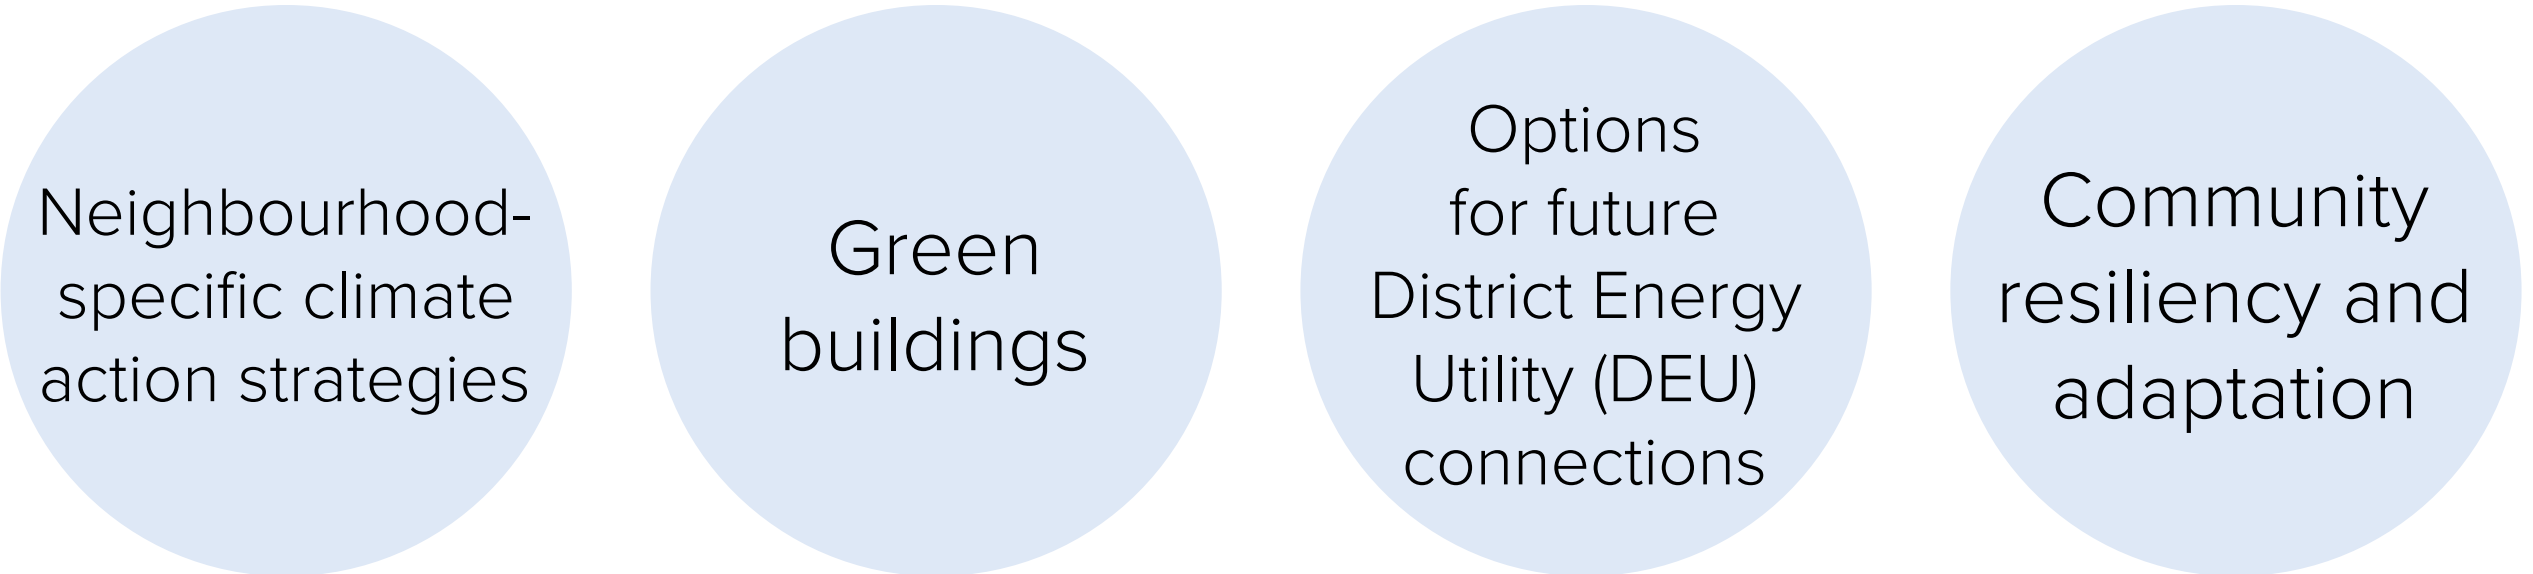 Neighbourhood-
specific climate
action strategies
Green
buildings
Options
for future
District Energy
Utility (DEU)
connections
Community
resiliency and
adaptation